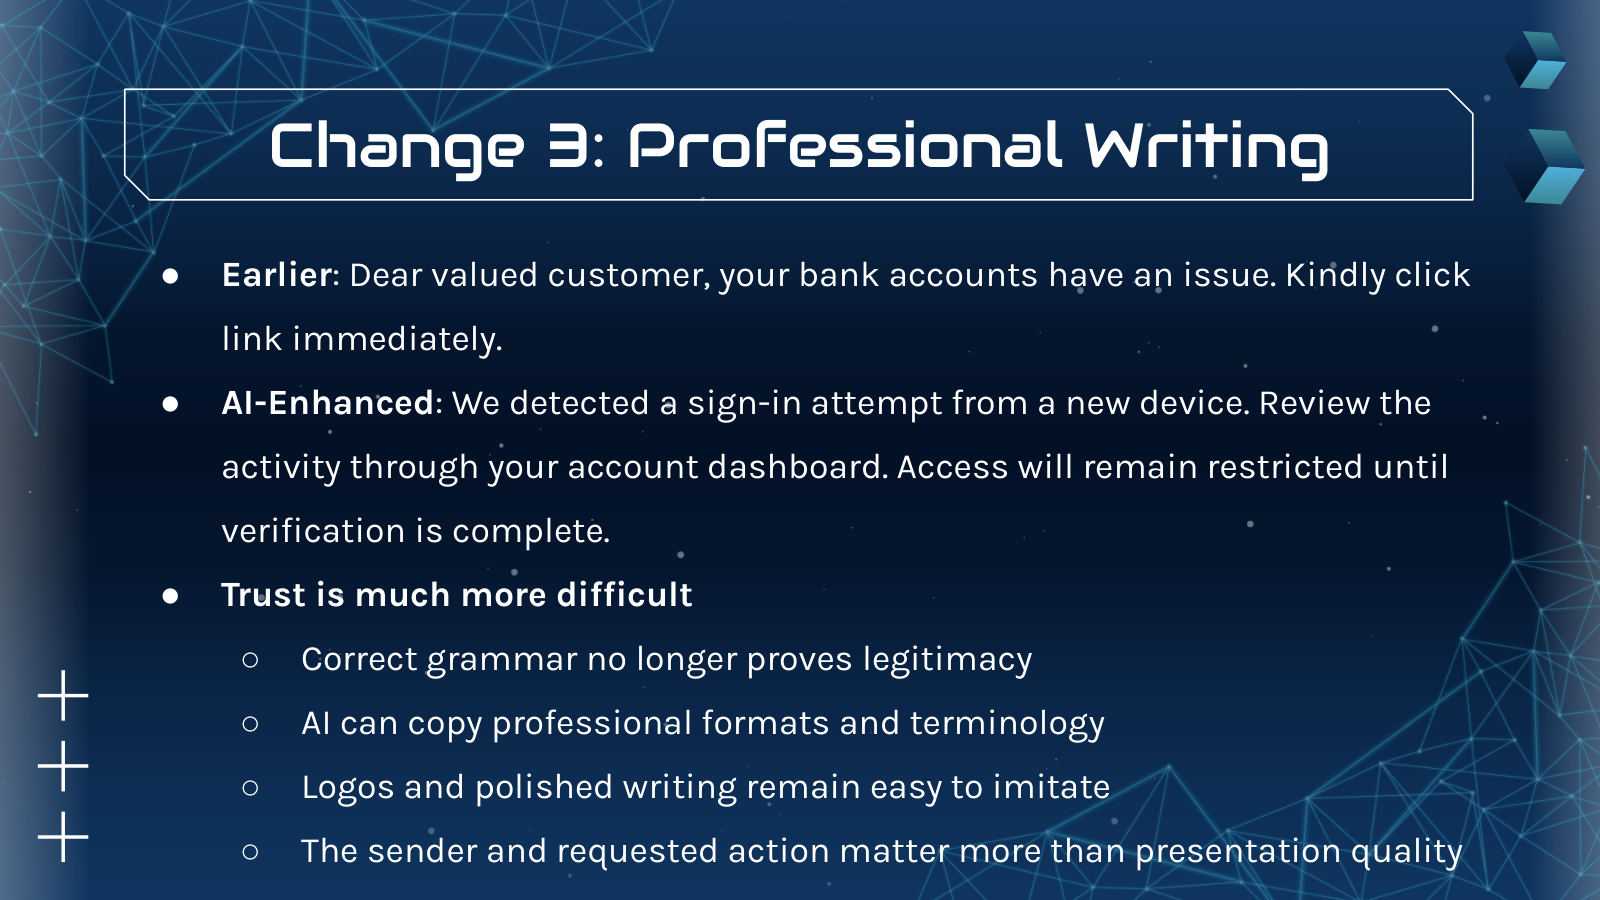 Change 3: Professional Writing
● Earlier: Dear valued customer, your bank accounts have an issue. Kindly click
link immediately.
● AI-Enhanced: We detected a sign-in attempt from a new device. Review the
activity through your account dashboard. Access will remain restricted until
verification is complete.
● Trust is much more difficult
○ Correct grammar no longer proves legitimacy
○ AI can copy professional formats and terminology
○ Logos and polished writing remain easy to imitate
○ The sender and requested action matter more than presentation quality